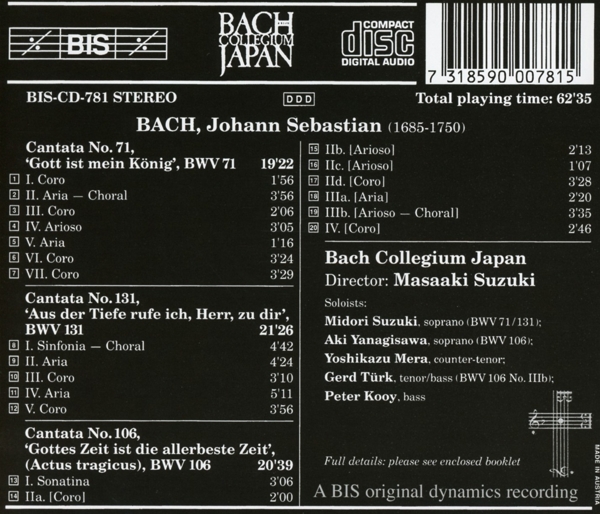 BIS
BACH
COLLEGIUM
JAPAN
COMPACT
disc
DIGITAL AUDIO
7 318590 007815
BIS-CD-781 STEREO
DDD
Total playing time: 62'35
BACH, Johann Sebastian (1685-1750)
Cantata No. 71,
‘Gott ist mein König’, BWV 71 19'22
1 I. Coro 1'56
2 II. Aria — Choral 3'56
3 III. Coro 2'06
4 IV. Arioso 3'05
5 V. Aria 1'16
6 VI. Coro 3'24
7 VII. Coro 3'29
Cantata No. 131,
‘Aus der Tiefe rufe ich, Herr, zu dir’,
BWV 131 21'26
8 I. Sinfonia — Choral 4'42
9 II. Aria 4'24
10 III. Coro 3'10
11 IV. Aria 5'11
12 V. Coro 3'56
Cantata No. 106,
‘Gottes Zeit ist die allerbeste Zeit’,
(Actus tragicus), BWV 106 20'39
13 I. Sonatina 3'06
14 IIa. [Coro] 2'00
15 IIb. [Arioso] 2'13
16 IIc. [Arioso] 1'07
17 IId. [Coro] 3'28
18 IIIa. [Aria] 2'20
19 IIIb. [Arioso — Choral] 3'35
20 IV. [Coro] 2'46
Bach Collegium Japan
Director: Masaaki Suzuki
Soloists:
Midori Suzuki, soprano (BWV 71/131);
Aki Yanagisawa, soprano (BWV 106);
Yoshikazu Mera, counter-tenor;
Gerd Türk, tenor/bass (BWV 106 No. IIIb);
Peter Kooy, bass
Full details: please see enclosed booklet
A BIS original dynamics recording
MADE IN AUSTRIA